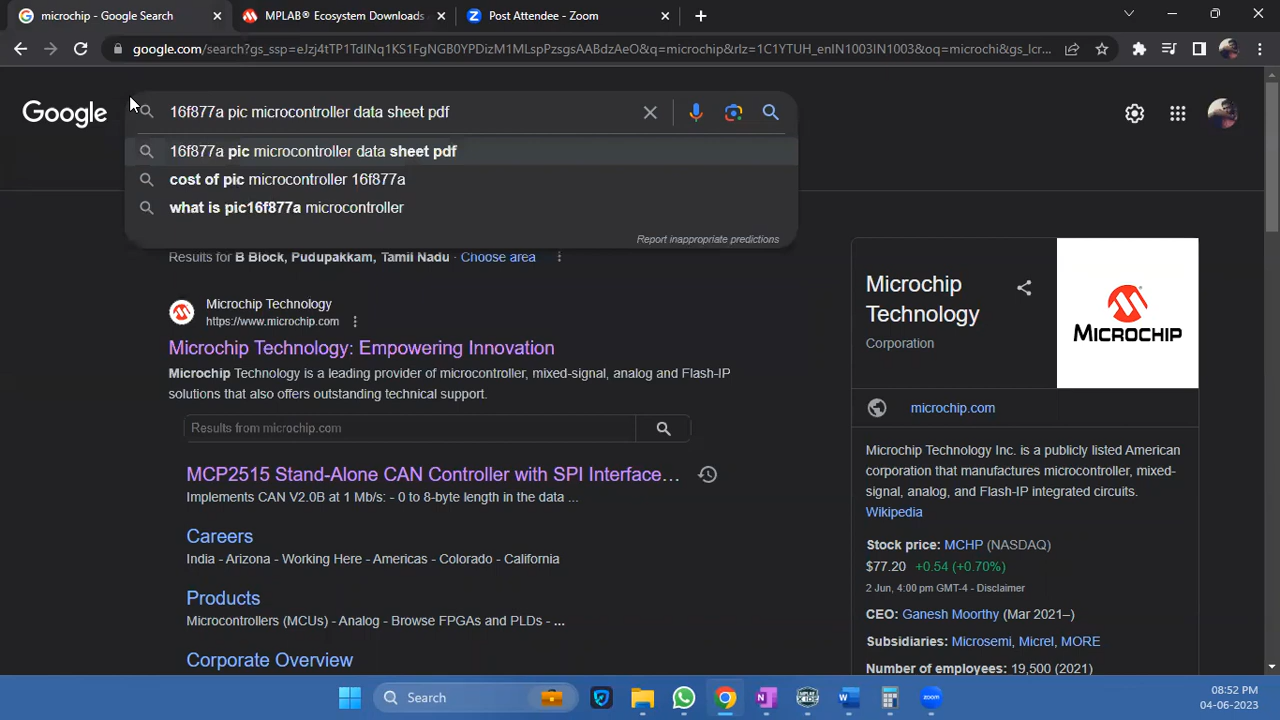 microchip - Google Search
MPLAB® Ecosystem Downloads
Post Attendee - Zoom
google.com/search?gs_ssp=eJzj4tTP1TdINq1KS1FgNGB0YPDizM1MLspPzsgsAABdzAeO&q=microchip&rlz=1C1YTUH_enIN1003IN1003&oq=microchi&gs_lcr...
Google
16f877a pic microcontroller data sheet pdf
16f877a pic microcontroller data sheet pdf
cost of pic microcontroller 16f877a
what is pic16f877a microcontroller
Report inappropriate predictions
Results for B Block, Pudupakkam, Tamil Nadu · Choose area
Microchip Technology
https://www.microchip.com
Microchip Technology: Empowering Innovation
Microchip Technology is a leading provider of microcontroller, mixed-signal, analog and Flash-IP
solutions that also offers outstanding technical support.
Results from microchip.com
MCP2515 Stand-Alone CAN Controller with SPI Interface...
Implements CAN V2.0B at 1 Mb/s: - 0 to 8-byte length in the data ...
Careers
India - Arizona - Working Here - Americas - Colorado - California
Products
Microcontrollers (MCUs) - Analog - Browse FPGAs and PLDs - ...
Corporate Overview
Microchip
Technology
Corporation
MICROCHIP
microchip.com
Microchip Technology Inc. is a publicly listed American
corporation that manufactures microcontroller, mixed-
signal, analog, and Flash-IP integrated circuits.
Wikipedia
Stock price: MCHP (NASDAQ)
$77.20 +0.54 (+0.70%)
2 Jun, 4:00 pm GMT-4 - Disclaimer
CEO: Ganesh Moorthy (Mar 2021–)
Subsidiaries: Microsemi, Micrel, MORE
Number of employees: 19,500 (2021)
Search
zoom
08:52 PM
04-06-2023